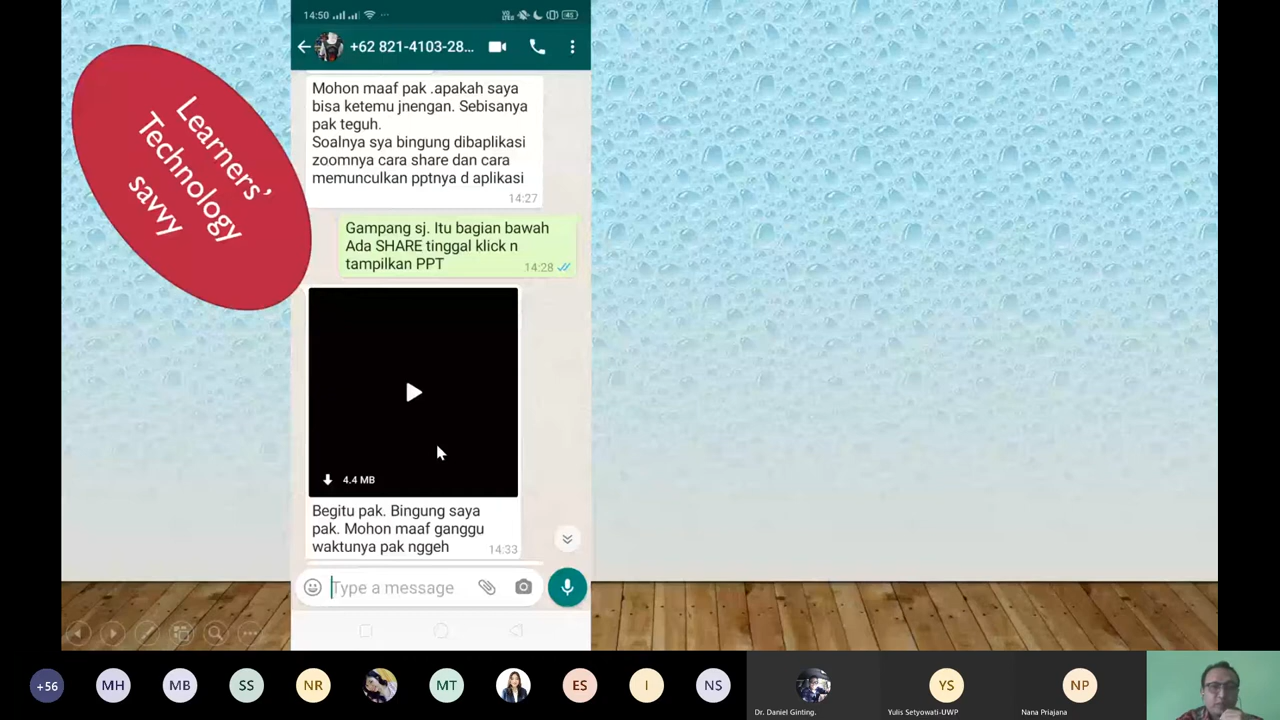 14:50
+62 821-4103-28...
Mohon maaf pak .apakah saya
bisa ketemu jnengan. Sebisanya
pak teguh.
Soalnya sya bingung dibaplikasi
zoomnya cara share dan cara
memunculkan pptnya d aplikasi
14:27
Learners'
Technology
savvy
Gampang sj. Itu bagian bawah
Ada SHARE tinggal klick n
tampilkan PPT
14:28
4.4 MB
Begitu pak. Bingung saya
pak. Mohon maaf ganggu
waktunya pak nggeh
14:33
Type a message
+56
MH
MB
SS
NR
MT
ES
I
NS
YS
NP
Dr. Daniel Ginting.
Yulis Setyowati-UWP
Nana Priajana